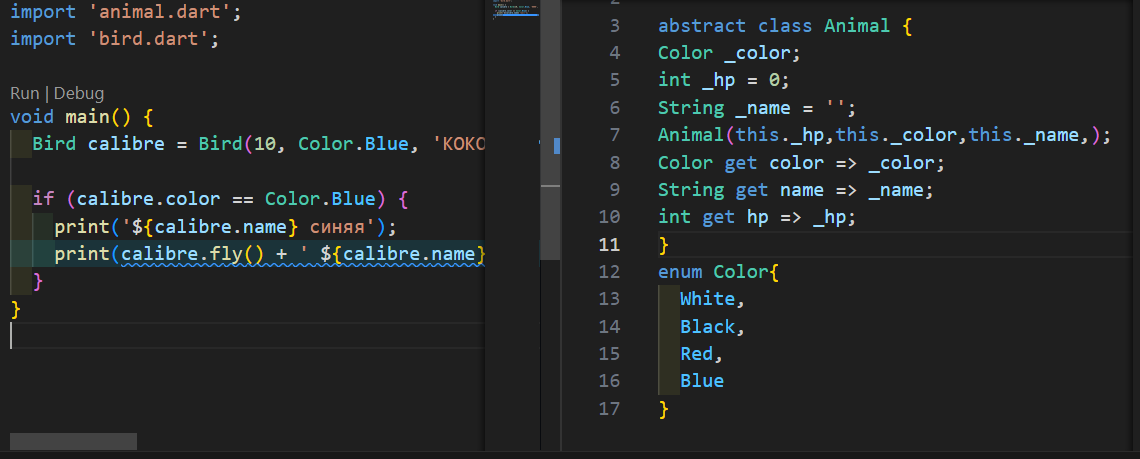 import 'animal.dart';
import 'bird.dart';
Run | Debug
void main() {
Bird calibre = Bird(10, Color.Blue, 'KOKO
if (calibre.color == Color.Blue) {
print('${calibre.name} синяя');
print(calibre.fly() + ' ${calibre.name}
}
}
3 abstract class Animal {
4 Color _color;
5 int _hp = 0;
6 String _name = '';
7 Animal(this._hp,this._color,this._name,);
8 Color get color => _color;
9 String get name => _name;
10 int get hp => _hp;
11 }
12 enum Color{
13 White,
14 Black,
15 Red,
16 Blue
17 }